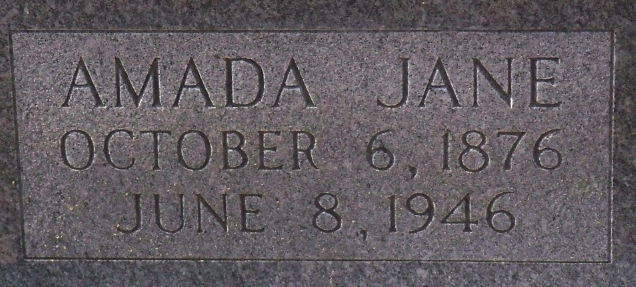 AMADA JANE
OCTOBER 6, 1876
JUNE 8, 1946